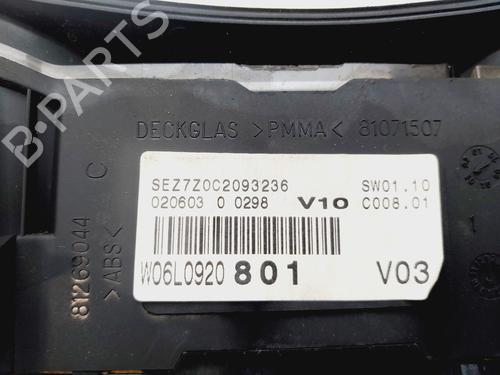 B-PARTS
DECKGLAS >PMMA< 81071507
SEZ7Z0C2093236 SW01.10
020603 0 0298 V10 C008.01
W06L0920 801 V03
81269044 C
>ABS<